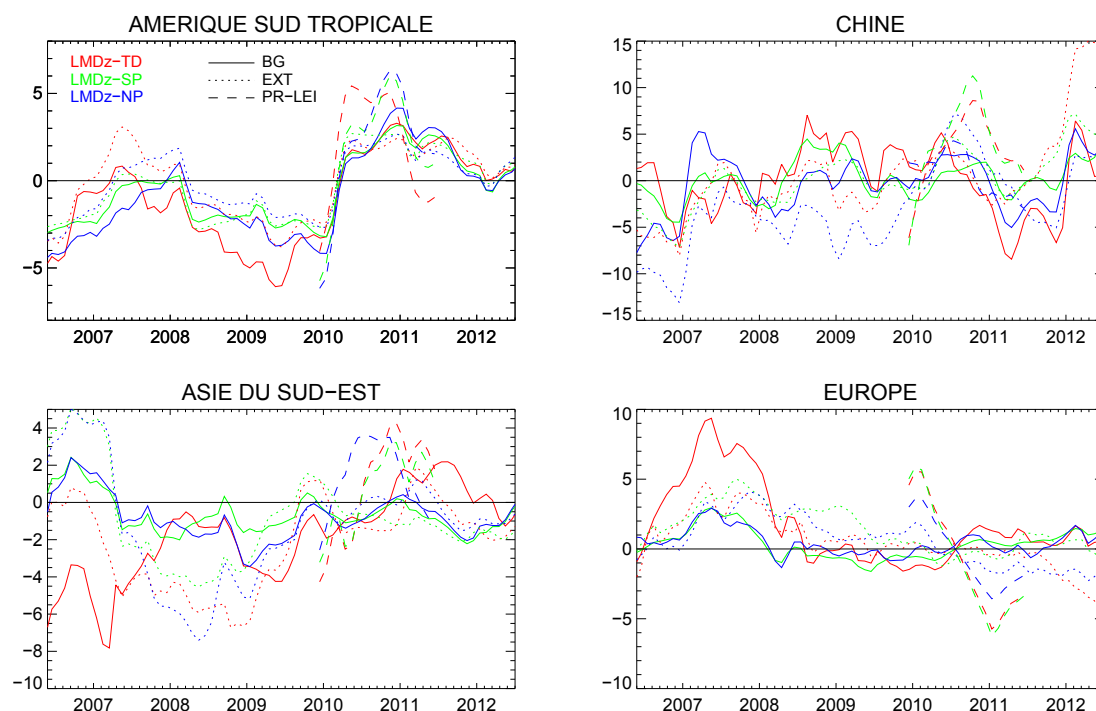 AMERIQUE SUD TROPICALE
LMDz−TD BG
LMDz−SP EXT
LMDz−NP PR−LEI
5
0
−5
2007 2008 2009 2010 2011 2012
CHINE
15
10
5
0
−5
−10
−15
2007 2008 2009 2010 2011 2012
ASIE DU SUD−EST
4
2
0
−2
−4
−6
−8
−10
2007 2008 2009 2010 2011 2012
EUROPE
10
5
0
−5
−10
2007 2008 2009 2010 2011 2012